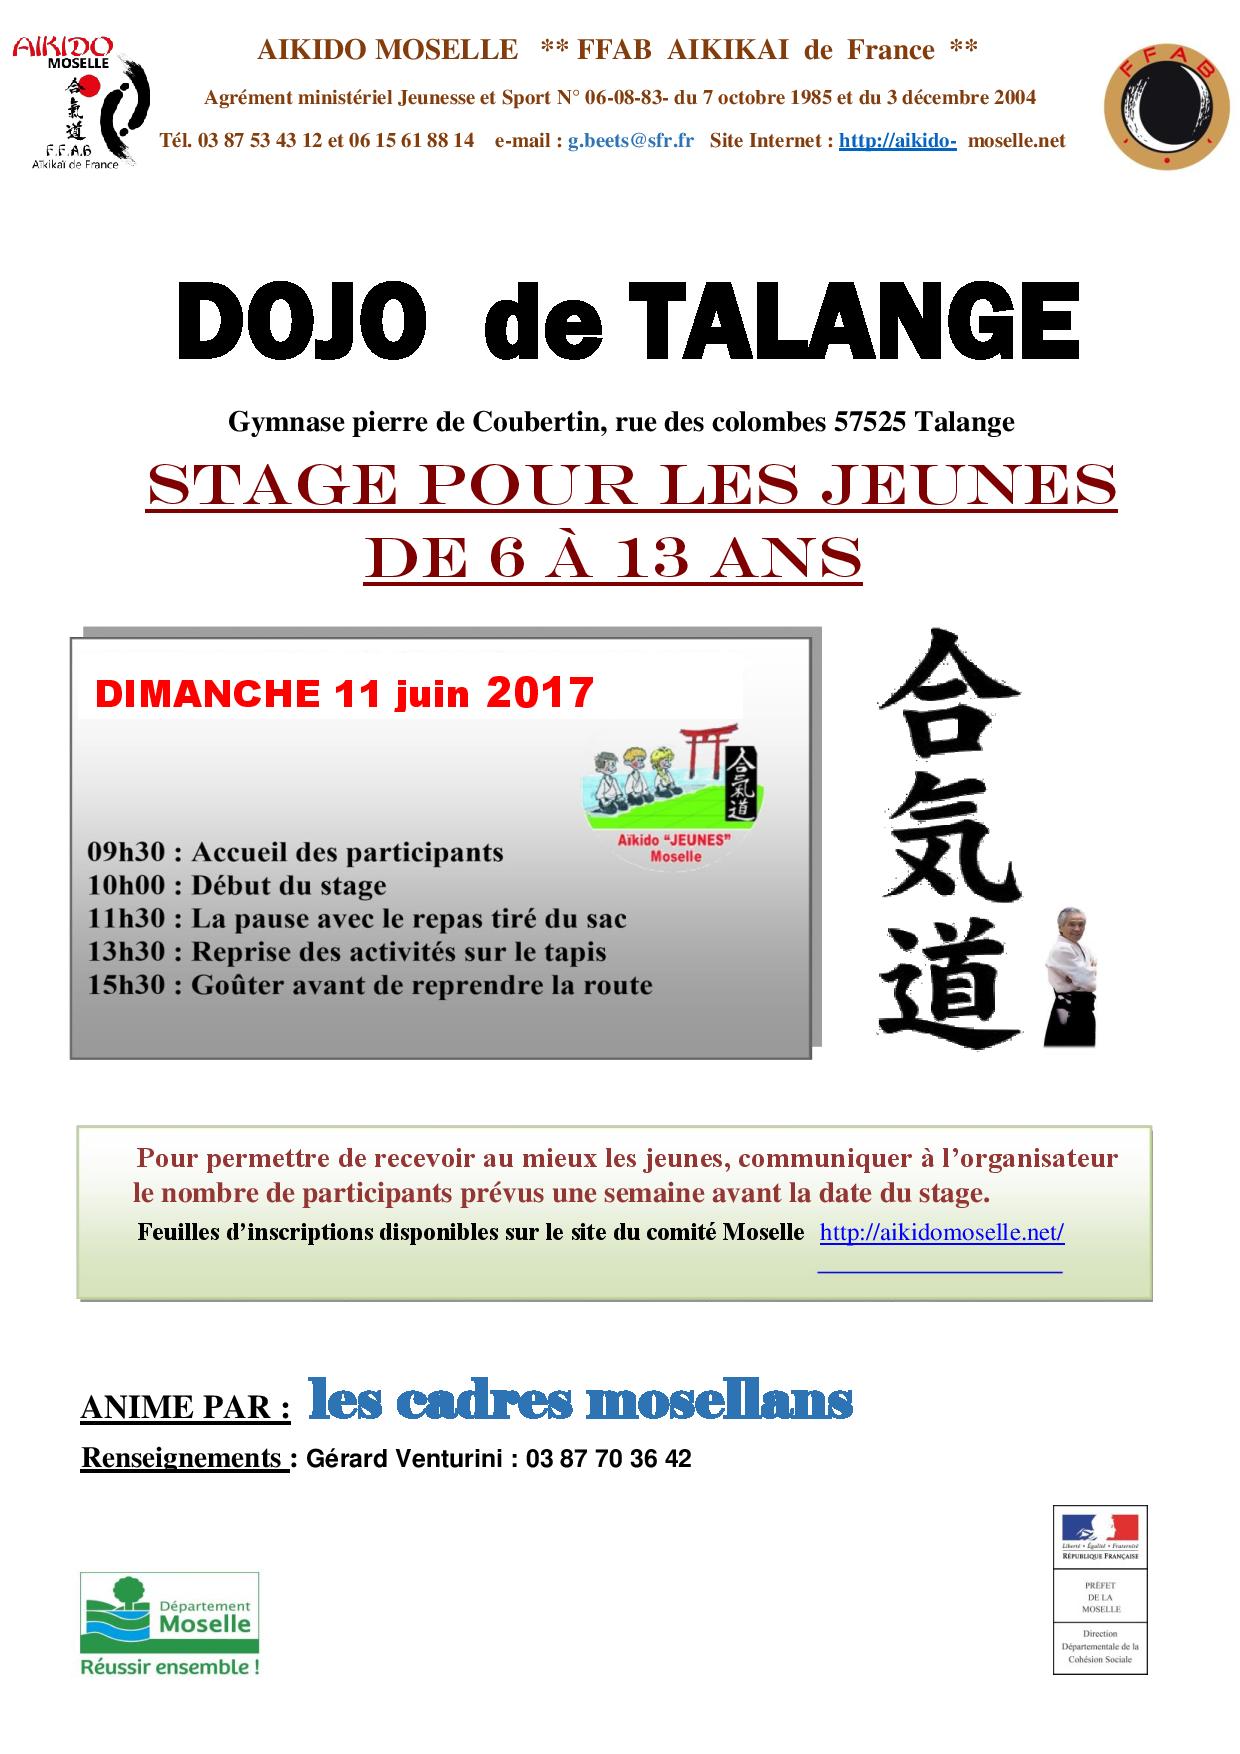 AIKIDO
MOSELLE
合
氣
道
F.F.A.B
Aïkikaï de France
AIKIDO MOSELLE ** FFAB AIKIKAI de France **
Agrément ministériel Jeunesse et Sport N° 06-08-83- du 7 octobre 1985 et du 3 décembre 2004
Tél. 03 87 53 43 12 et 06 15 61 88 14 e-mail : g.beets@sfr.fr Site Internet : http://aikido- moselle.net
FFAB
DOJO de TALANGE
Gymnase pierre de Coubertin, rue des colombes 57525 Talange
STAGE POUR LES JEUNES
DE 6 À 13 ANS
DIMANCHE 11 juin 2017
合氣道
Aïkido "JEUNES"
Moselle
09h30 : Accueil des participants
10h00 : Début du stage
11h30 : La pause avec le repas tiré du sac
13h30 : Reprise des activités sur le tapis
15h30 : Goûter avant de reprendre la route
合
気
道
Pour permettre de recevoir au mieux les jeunes, communiquer à l’organisateur
le nombre de participants prévus une semaine avant la date du stage.
Feuilles d’inscriptions disponibles sur le site du comité Moselle http://aikidomoselle.net/
ANIME PAR : les cadres mosellans
Renseignements : Gérard Venturini : 03 87 70 36 42
Département
Moselle
Réussir ensemble !
Liberté • Égalité • Fraternité
RÉPUBLIQUE FRANÇAISE
PRÉFET
DE LA
MOSELLE
Direction
Départementale de la
Cohésion Sociale